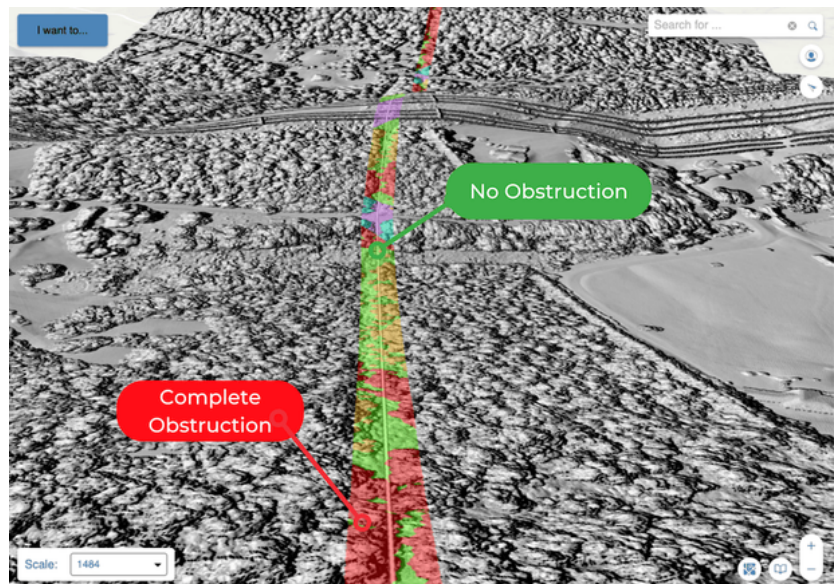 I want to...
Search for ...
No Obstruction
Complete
Obstruction
Scale:
1484
+
−